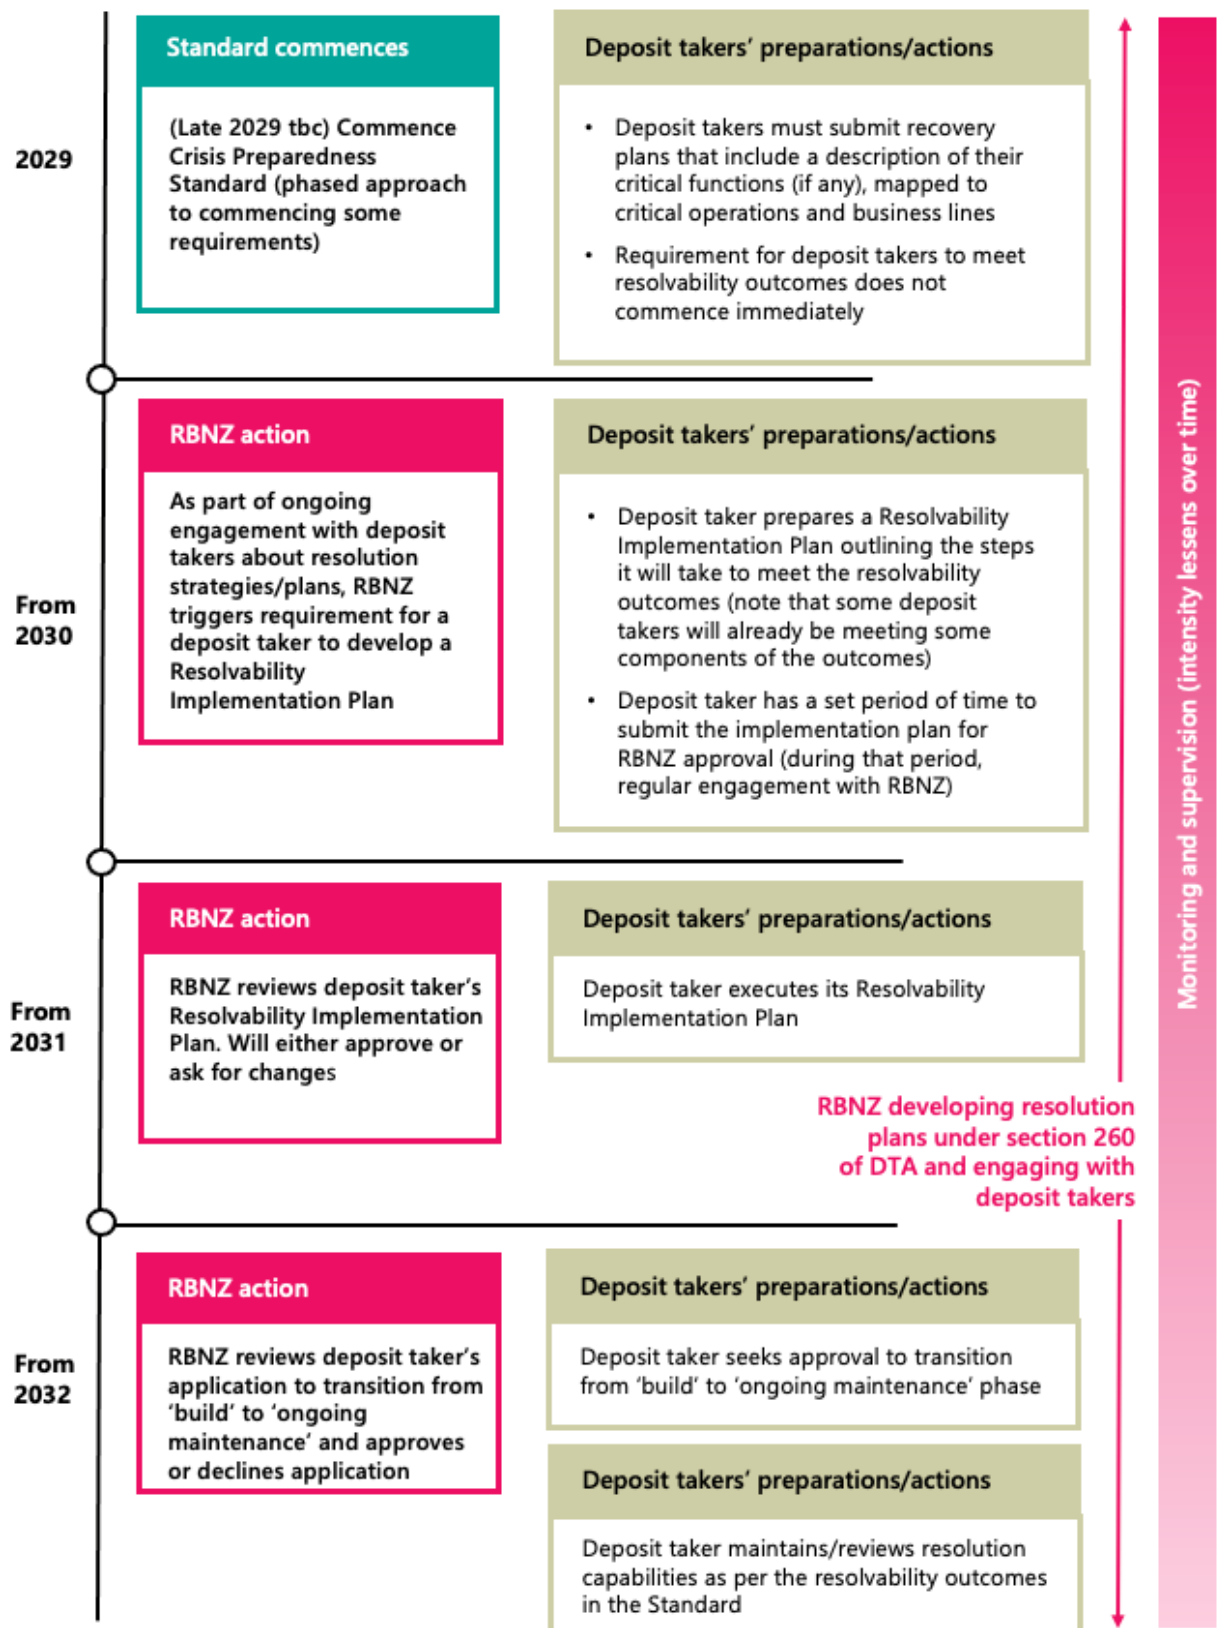 2029
Standard commences
(Late 2029 tbc) Commence
Crisis Preparedness
Standard (phased approach
to commencing some
requirements)
Deposit takers’ preparations/actions
• Deposit takers must submit recovery
plans that include a description of their
critical functions (if any), mapped to
critical operations and business lines
• Requirement for deposit takers to meet
resolvability outcomes does not
commence immediately
From
2030
RBNZ action
As part of ongoing
engagement with deposit
takers about resolution
strategies/plans, RBNZ
triggers requirement for a
deposit taker to develop a
Resolvability
Implementation Plan
Deposit takers’ preparations/actions
• Deposit taker prepares a Resolvability
Implementation Plan outlining the steps
it will take to meet the resolvability
outcomes (note that some deposit
takers will already be meeting some
components of the outcomes)
• Deposit taker has a set period of time to
submit the implementation plan for
RBNZ approval (during that period,
regular engagement with RBNZ)
From
2031
RBNZ action
RBNZ reviews deposit taker’s
Resolvability Implementation
Plan. Will either approve or
ask for changes
Deposit takers’ preparations/actions
Deposit taker executes its Resolvability
Implementation Plan
RBNZ developing resolution
plans under section 260
of DTA and engaging with
deposit takers
From
2032
RBNZ action
RBNZ reviews deposit taker’s
application to transition from
‘build’ to ‘ongoing
maintenance’ and approves
or declines application
Deposit takers’ preparations/actions
Deposit taker seeks approval to transition
from ‘build’ to ‘ongoing maintenance’ phase
Deposit takers’ preparations/actions
Deposit taker maintains/reviews resolution
capabilities as per the resolvability outcomes
in the Standard
Monitoring and supervision (intensity lessens over time)